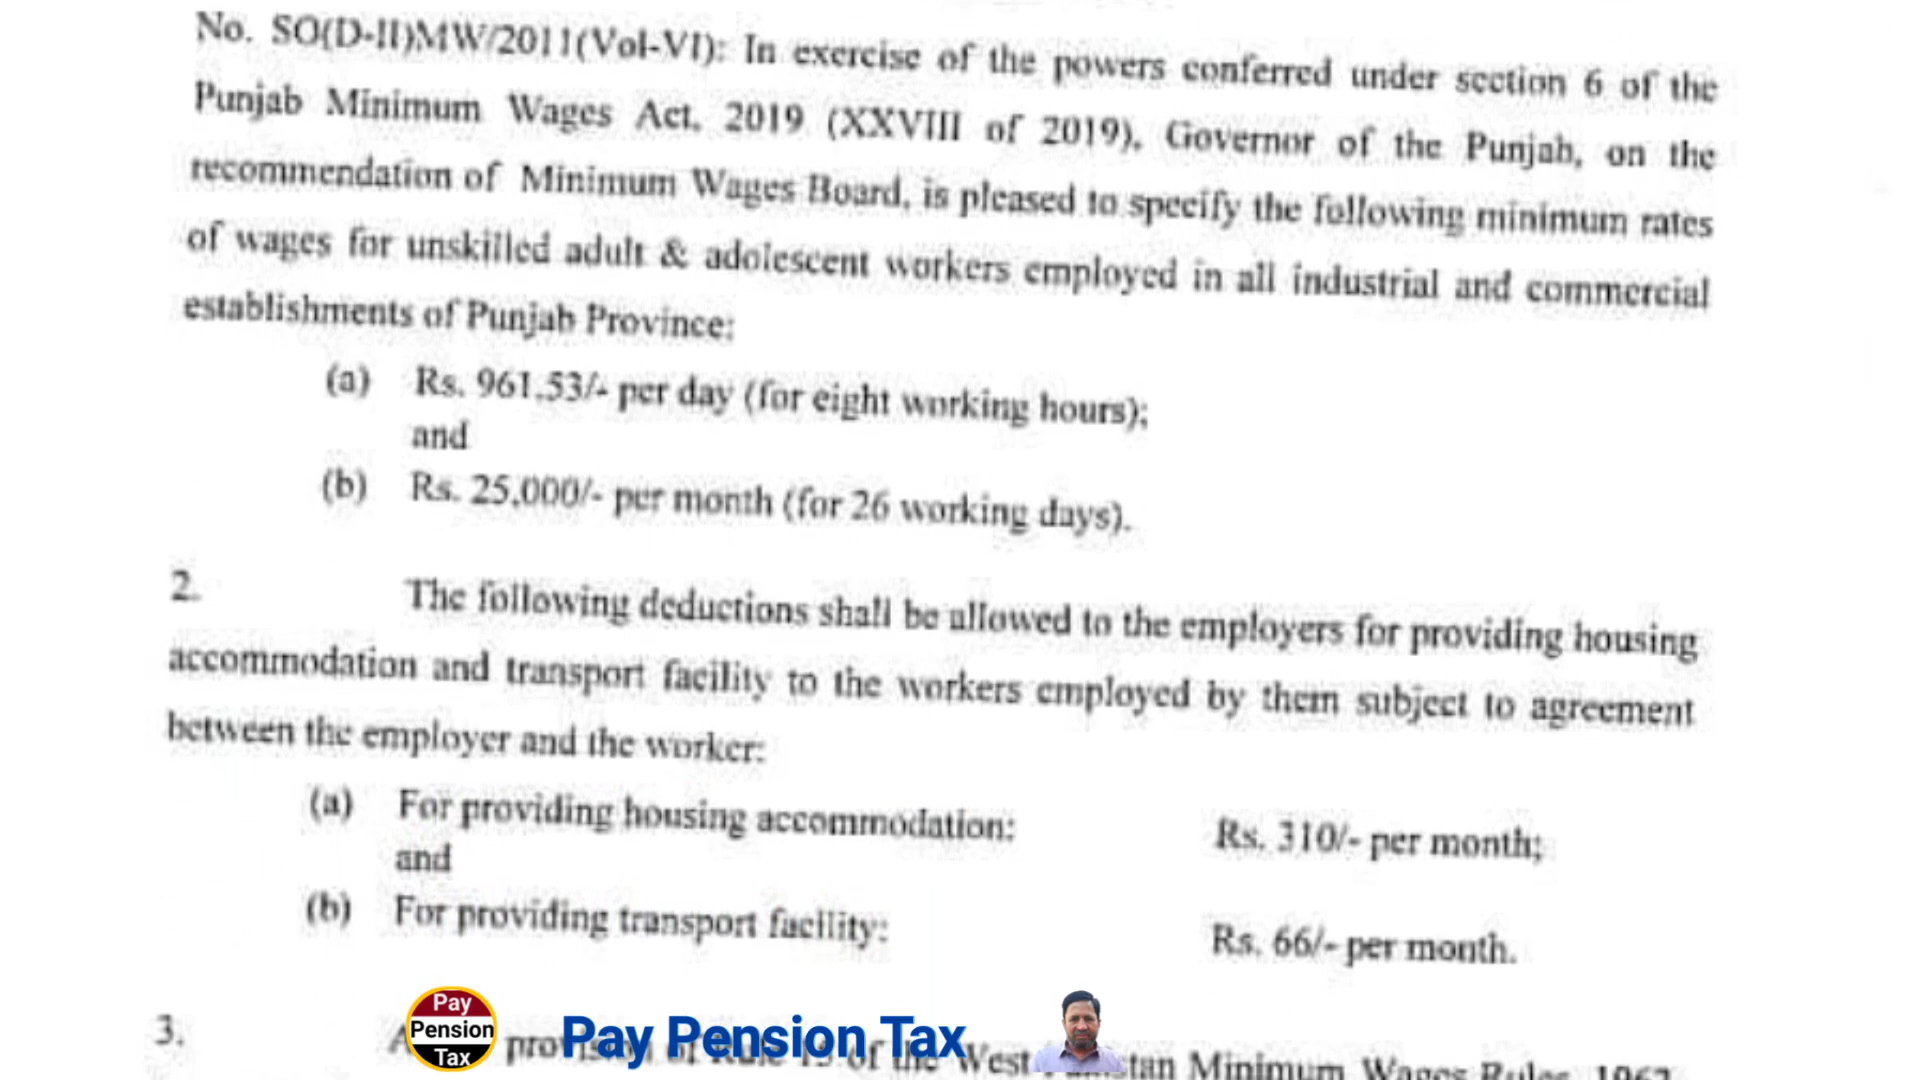 No. SO(D-II)MW/2011(Vol-VI): In exercise of the powers conferred under section 6 of the
Punjab Minimum Wages Act, 2019 (XXVIII of 2019), Governor of the Punjab, on the
recommendation of Minimum Wages Board, is pleased to specify the following minimum rates
of wages for unskilled adult & adolescent workers employed in all industrial and commercial
establishments of Punjab Province:
(a) Rs. 961.53/- per day (for eight working hours);
and
(b) Rs. 25,000/- per month (for 26 working days).
2. The following deductions shall be allowed to the employers for providing housing
accommodation and transport facility to the workers employed by them subject to agreement
between the employer and the worker:
(a) For providing housing accommodation: Rs. 310/- per month;
and
(b) For providing transport facility: Rs. 66/- per month.
3. of the West Minimum Wages Rules, 1962
Pay
Pension
Tax
Pay Pension Tax